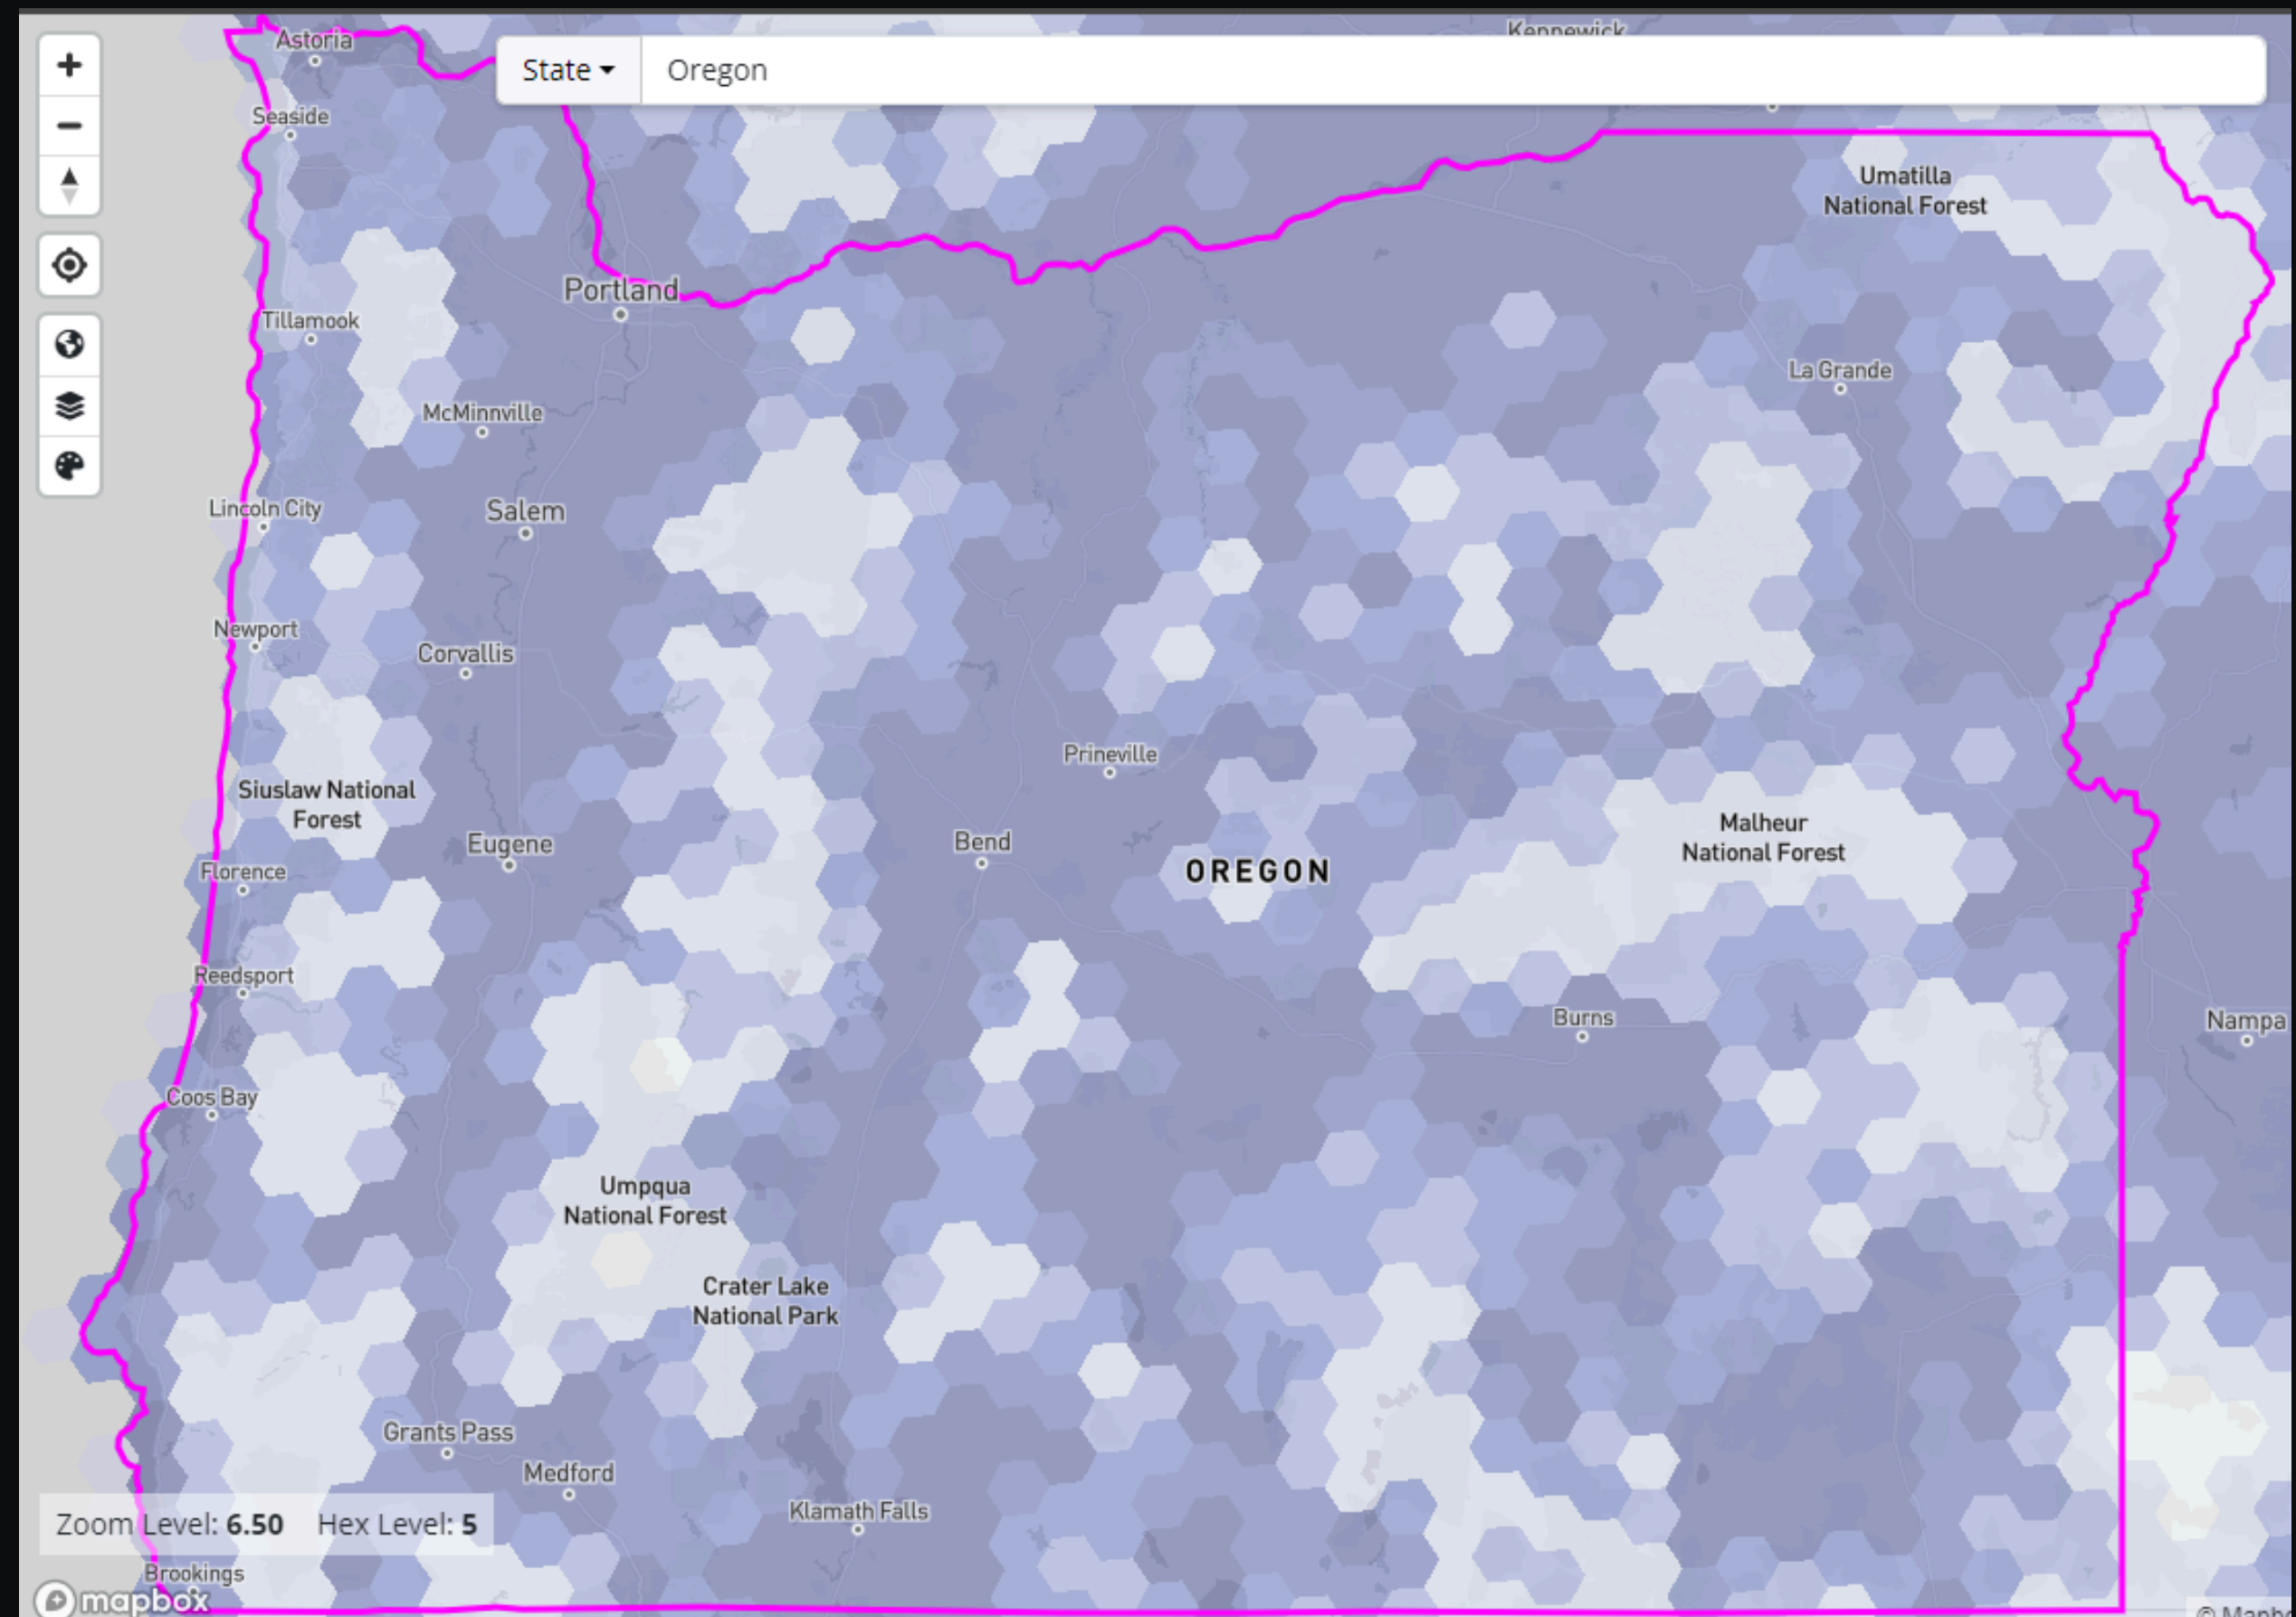 Kennewick
Astoria
State
Oregon
Seaside
Umatilla
National Forest
Portland
Tillamook
La Grande
McMinnville
Lincoln City
Salem
Newport
Corvallis
Prineville
Siuslaw National
Forest
Malheur
National Forest
Eugene
Bend
OREGON
Florence
Reedsport
Burns
Nampa
Coos Bay
Umpqua
National Forest
Crater Lake
National Park
Grants Pass
Medford
Klamath Falls
Zoom Level: 6.50 Hex Level: 5
Brookings
mapbox